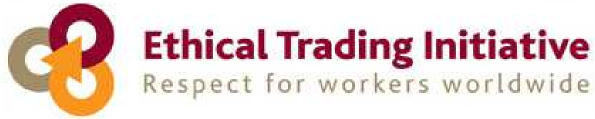 Ethical Trading Initiative
Respect for workers worldwide